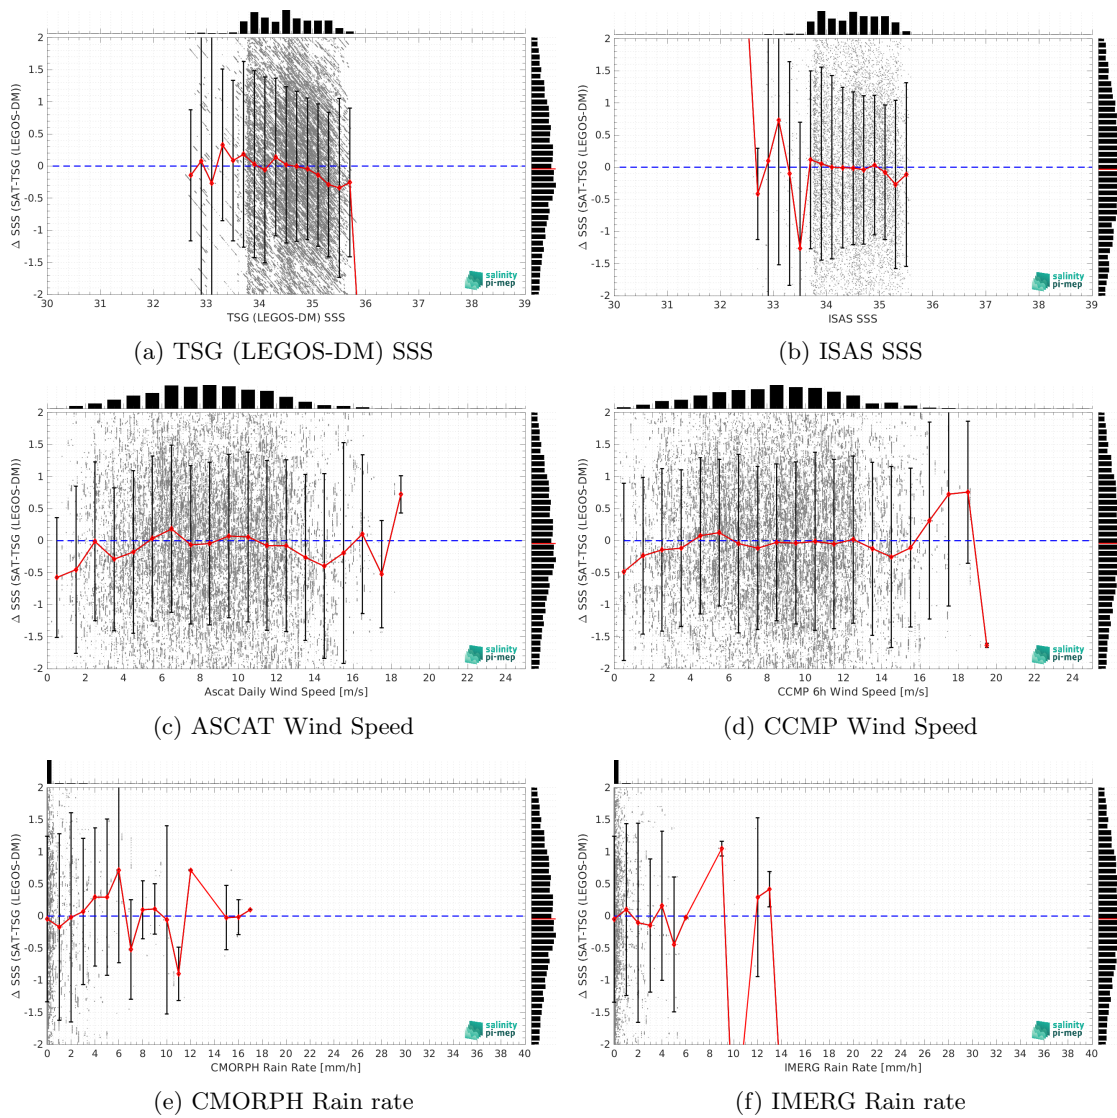 2
1.5
1
0.5
0
-0.5
-1
-1.5
-2
Δ SSS (SAT-TSG (LEGOS-DM))
30 31 32 33 34 35 36 37 38 39
TSG (LEGOS-DM) SSS
salinity
pi-mep
(a) TSG (LEGOS-DM) SSS
2
1.5
1
0.5
0
-0.5
-1
-1.5
-2
Δ SSS (SAT-TSG (LEGOS-DM))
30 31 32 33 34 35 36 37 38 39
ISAS SSS
salinity
pi-mep
(b) ISAS SSS
2
1.5
1
0.5
0
-0.5
-1
-1.5
-2
Δ SSS (SAT-TSG (LEGOS-DM))
0 2 4 6 8 10 12 14 16 18 20 22 24
Ascat Daily Wind Speed [m/s]
salinity
pi-mep
(c) ASCAT Wind Speed
2
1.5
1
0.5
0
-0.5
-1
-1.5
-2
Δ SSS (SAT-TSG (LEGOS-DM))
0 2 4 6 8 10 12 14 16 18 20 22 24
CCMP 6h Wind Speed [m/s]
salinity
pi-mep
(d) CCMP Wind Speed
2
1.5
1
0.5
0
-0.5
-1
-1.5
-2
Δ SSS (SAT-TSG (LEGOS-DM))
0 2 4 6 8 10 12 14 16 18 20 22 24 26 28 30 32 34 36 38 40
CMORPH Rain Rate [mm/h]
salinity
pi-mep
(e) CMORPH Rain rate
2
1.5
1
0.5
0
-0.5
-1
-1.5
-2
Δ SSS (SAT-TSG (LEGOS-DM))
0 2 4 6 8 10 12 14 16 18 20 22 24 26 28 30 32 34 36 38 40
IMERG Rain Rate [mm/h]
salinity
pi-mep
(f) IMERG Rain rate